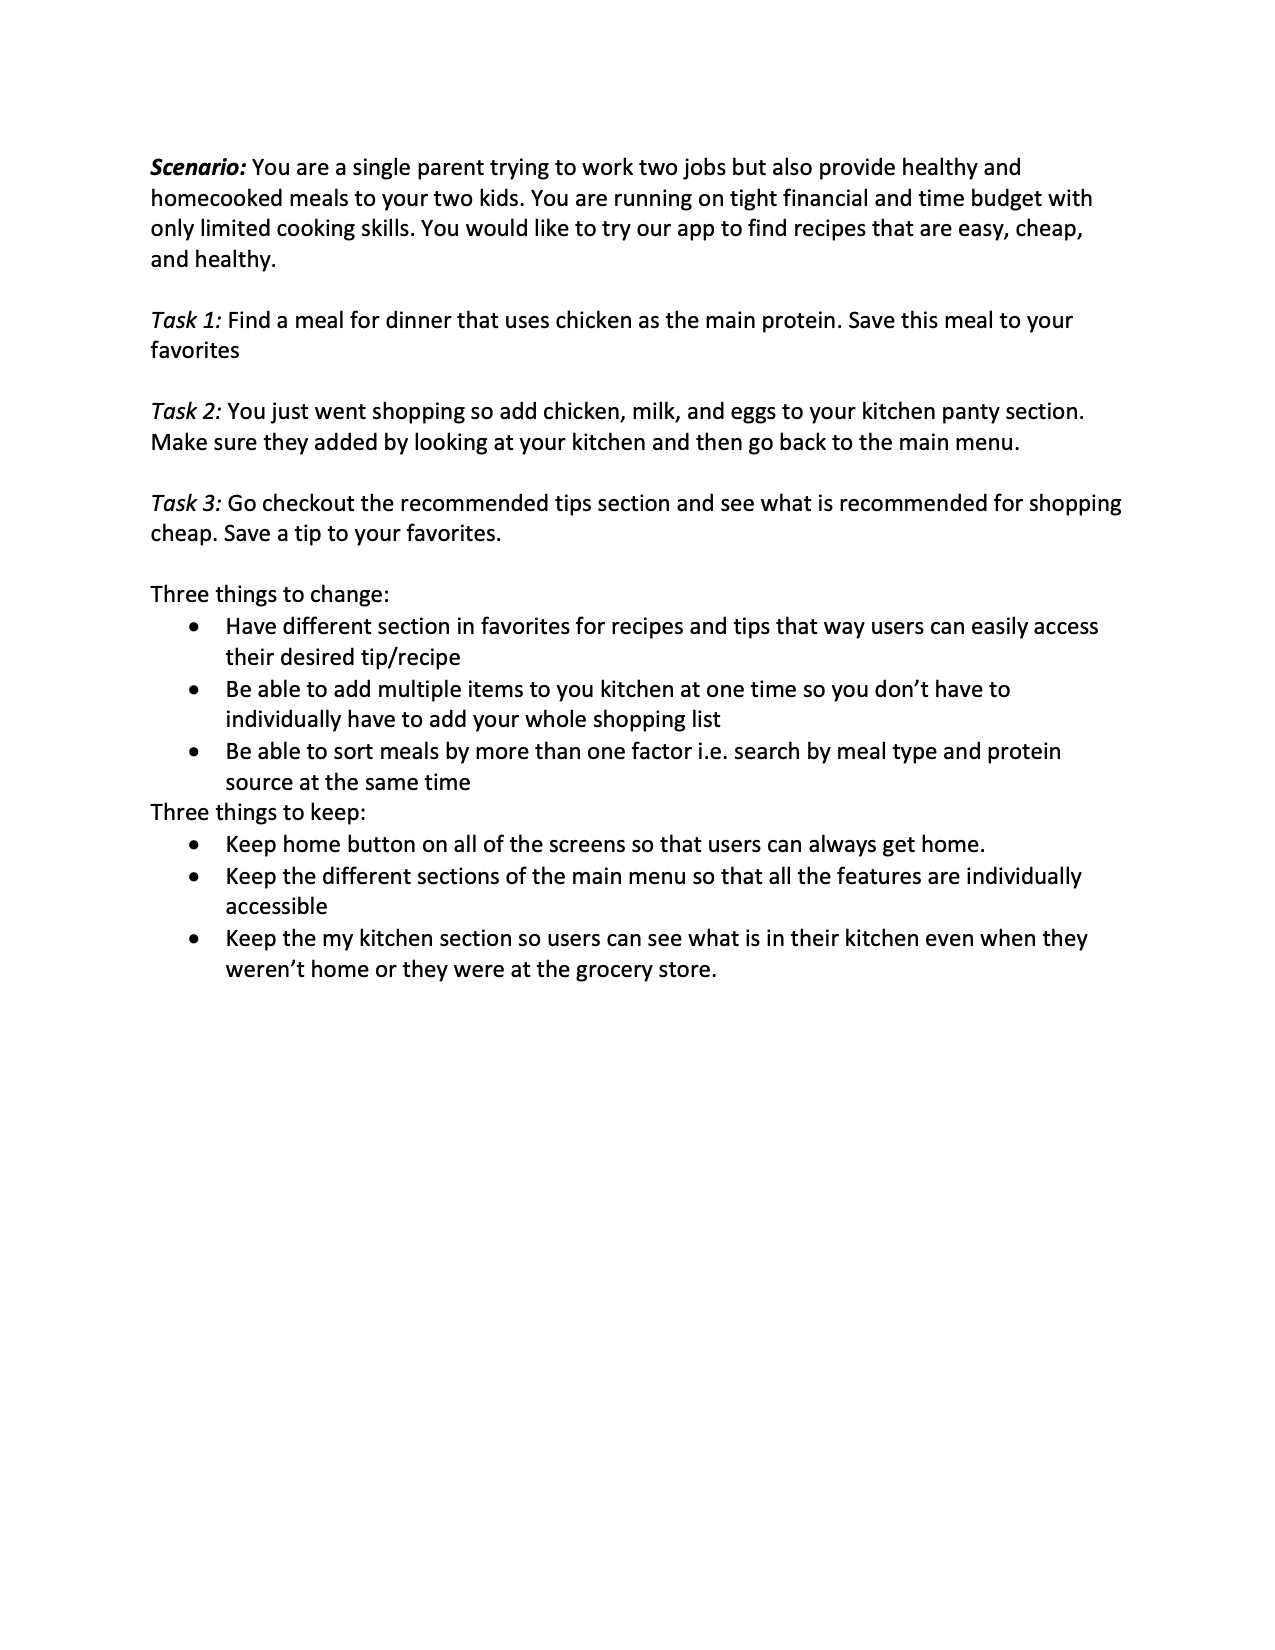 Scenario: You are a single parent trying to work two jobs but also provide healthy and
homecooked meals to your two kids. You are running on tight financial and time budget with
only limited cooking skills. You would like to try our app to find recipes that are easy, cheap,
and healthy.
Task 1: Find a meal for dinner that uses chicken as the main protein. Save this meal to your
favorites
Task 2: You just went shopping so add chicken, milk, and eggs to your kitchen panty section.
Make sure they added by looking at your kitchen and then go back to the main menu.
Task 3: Go checkout the recommended tips section and see what is recommended for shopping
cheap. Save a tip to your favorites.
Three things to change:
• Have different section in favorites for recipes and tips that way users can easily access
their desired tip/recipe
• Be able to add multiple items to you kitchen at one time so you don’t have to
individually have to add your whole shopping list
• Be able to sort meals by more than one factor i.e. search by meal type and protein
source at the same time
Three things to keep:
• Keep home button on all of the screens so that users can always get home.
• Keep the different sections of the main menu so that all the features are individually
accessible
• Keep the my kitchen section so users can see what is in their kitchen even when they
weren’t home or they were at the grocery store.